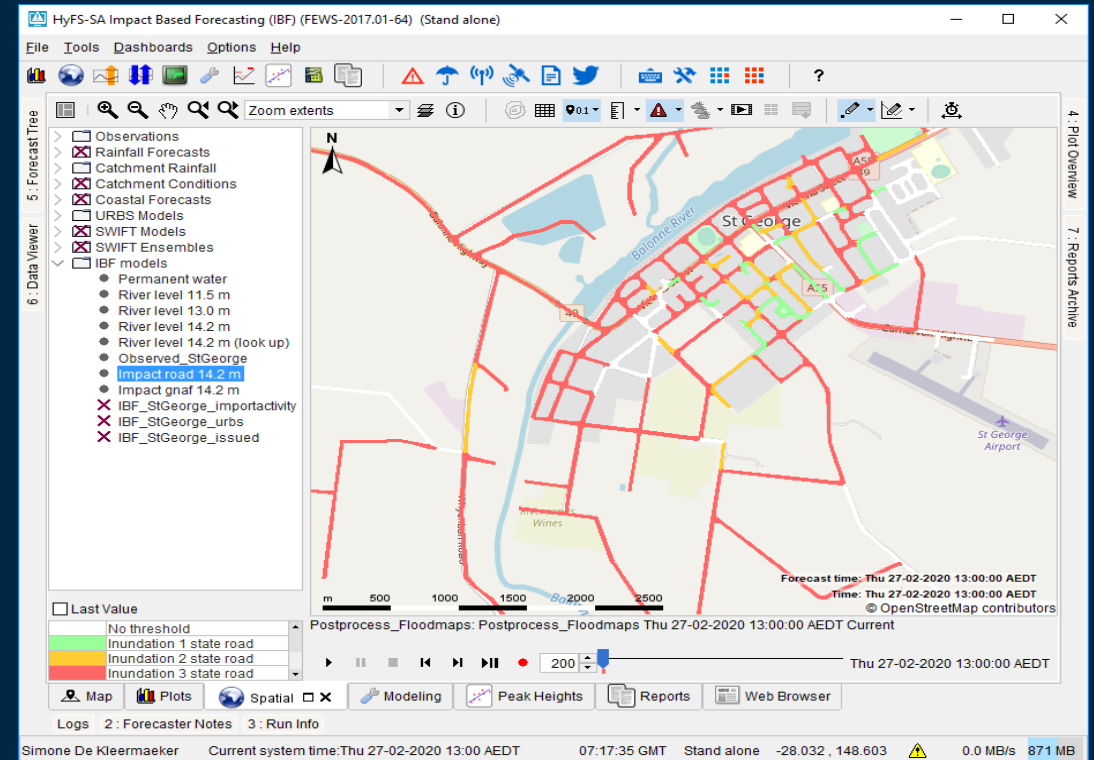 HyFS-SA Impact Based Forecasting (IBF) (FEWS-2017.01-64) (Stand alone)
File Tools Dashboards Options Help
?
Zoom extents
0.1
5 : Forecast Tree
6 : Data Viewer
Observations
Rainfall Forecasts
Catchment Rainfall
Catchment Conditions
Coastal Forecasts
URBS Models
SWIFT Models
SWIFT Ensembles
IBF models
Permanent water
River level 11.5 m
River level 13.0 m
River level 14.2 m
River level 14.2 m (look up)
Observed_StGeorge
Impact road 14.2 m
Impact gnaf 14.2 m
IBF_StGeorge_importactivity
IBF_StGeorge_urbs
IBF_StGeorge_issued
Last Value
No threshold
Inundation 1 state road
Inundation 2 state road
Inundation 3 state road
N
Balonne River
St George
A55
49
Balonne Highway
49
A55
St George
Airport
Wines
Forecast time: Thu 27-02-2020 13:00:00 AEDT
Time: Thu 27-02-2020 13:00:00 AEDT
© OpenStreetMap contributors
m 500 1000 1500 2000 2500
Postprocess_Floodmaps: Postprocess_Floodmaps Thu 27-02-2020 13:00:00 AEDT Current
200
Thu 27-02-2020 13:00:00 AEDT
4 : Plot Overview
7 : Reports Archive
Map Plots Spatial Modeling Peak Heights Reports Web Browser
Logs 2 : Forecaster Notes 3 : Run Info
Simone De Kleermaeker Current system time:Thu 27-02-2020 13:00 AEDT 07:17:35 GMT Stand alone -28.032 , 148.603 0.0 MB/s 871 MB